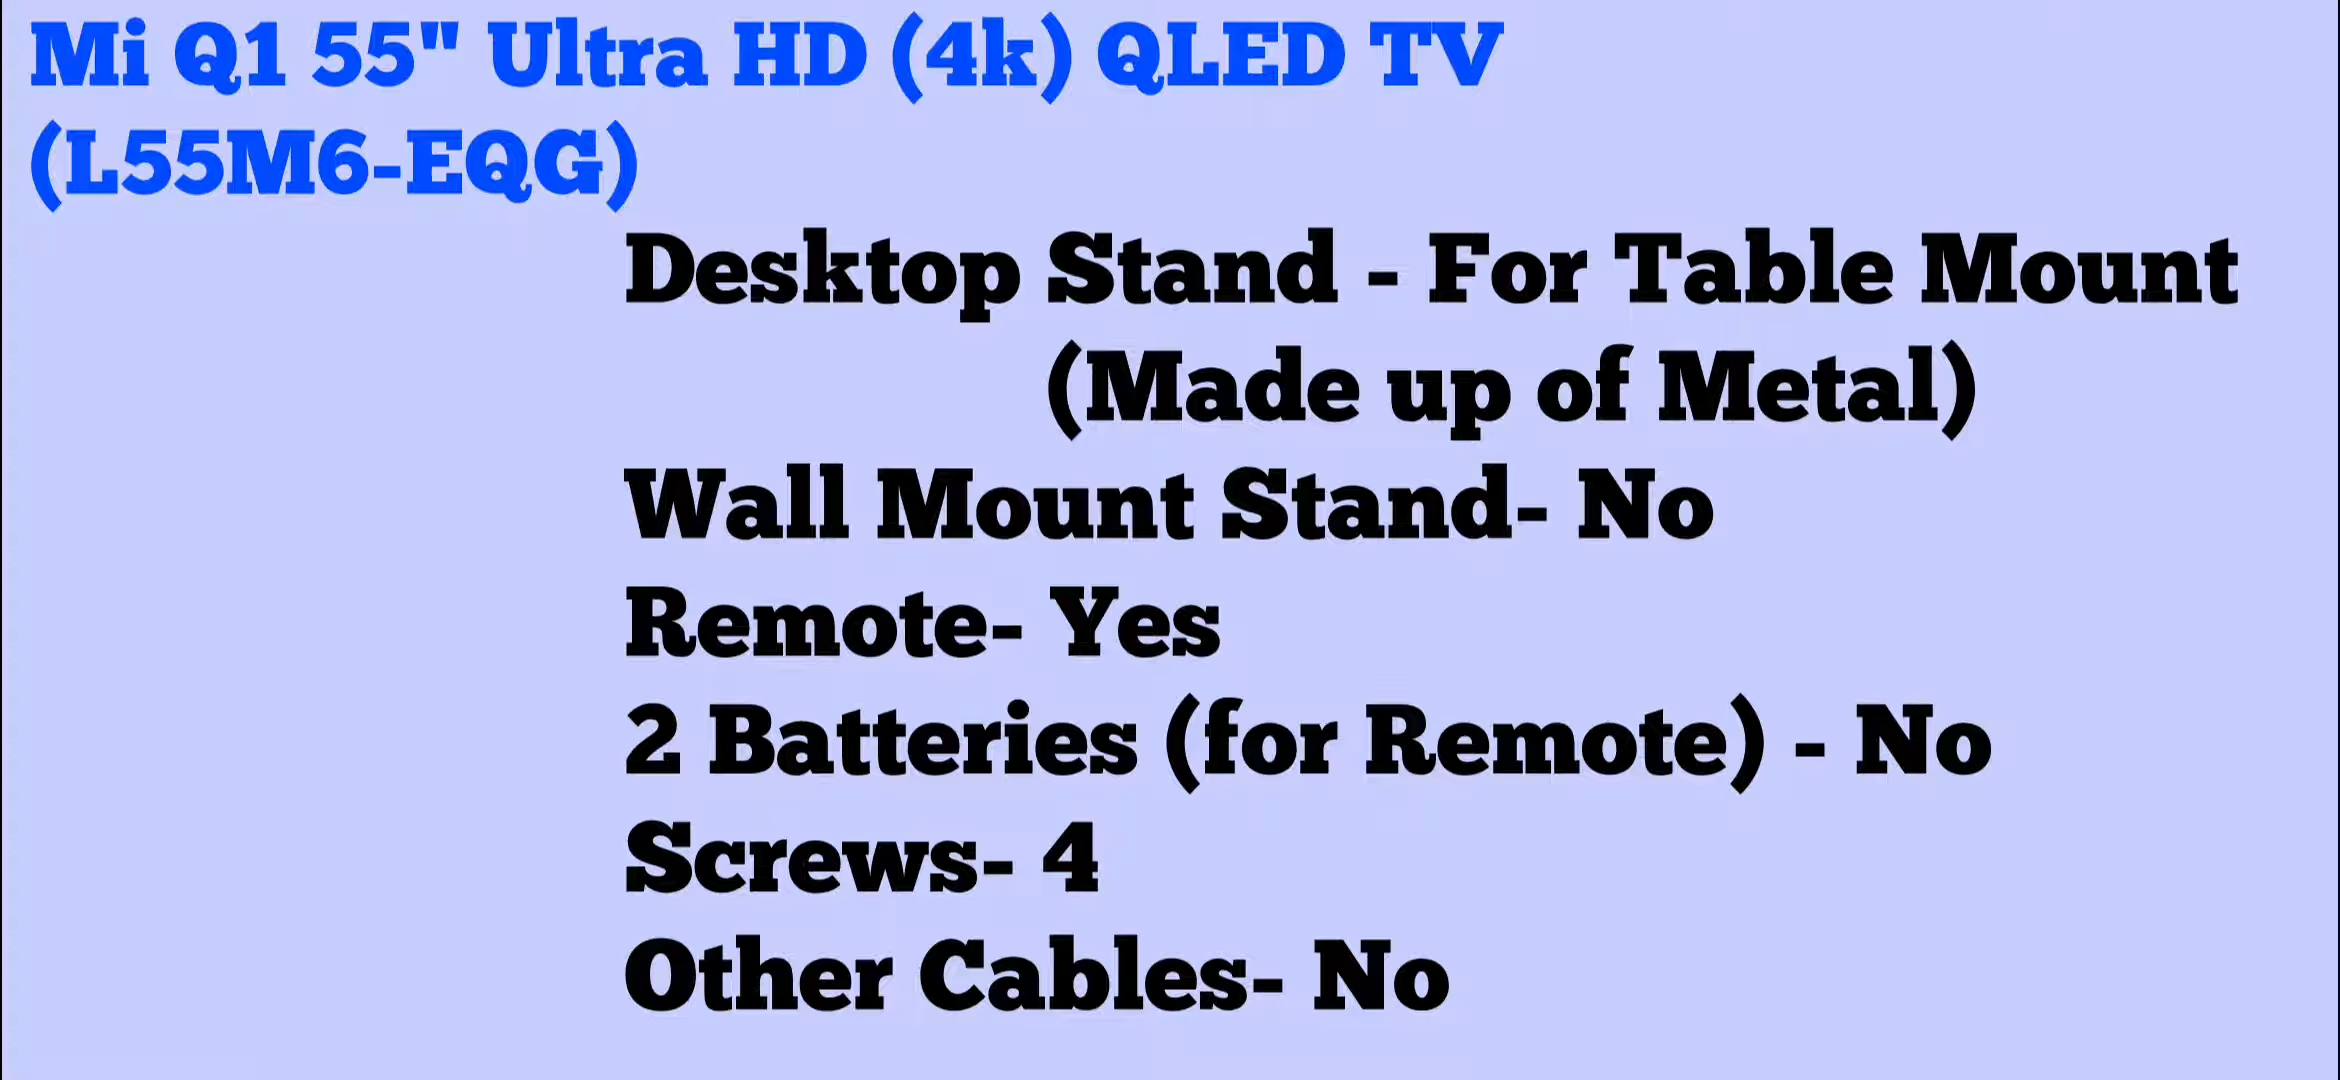 Mi Q1 55" Ultra HD (4k) QLED TV
(L55M6-EQG)
Desktop Stand - For Table Mount
(Made up of Metal)
Wall Mount Stand- No
Remote- Yes
2 Batteries (for Remote) - No
Screws- 4
Other Cables- No